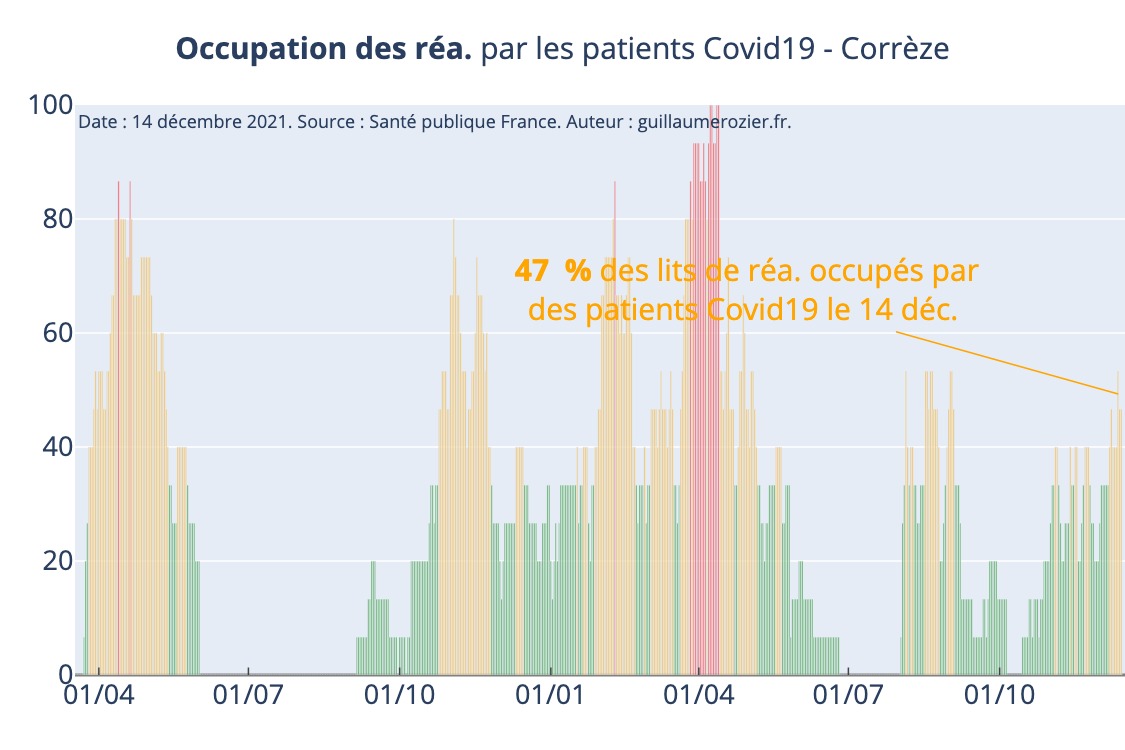 Occupation des réa. par les patients Covid19 - Corrèze
100
Date : 14 décembre 2021. Source : Santé publique France. Auteur : guillaumerozier.fr.
80
47 % des lits de réa. occupés par
des patients Covid19 le 14 déc.
60
40
20
0
01/04 01/07 01/10 01/01 01/04 01/07 01/10